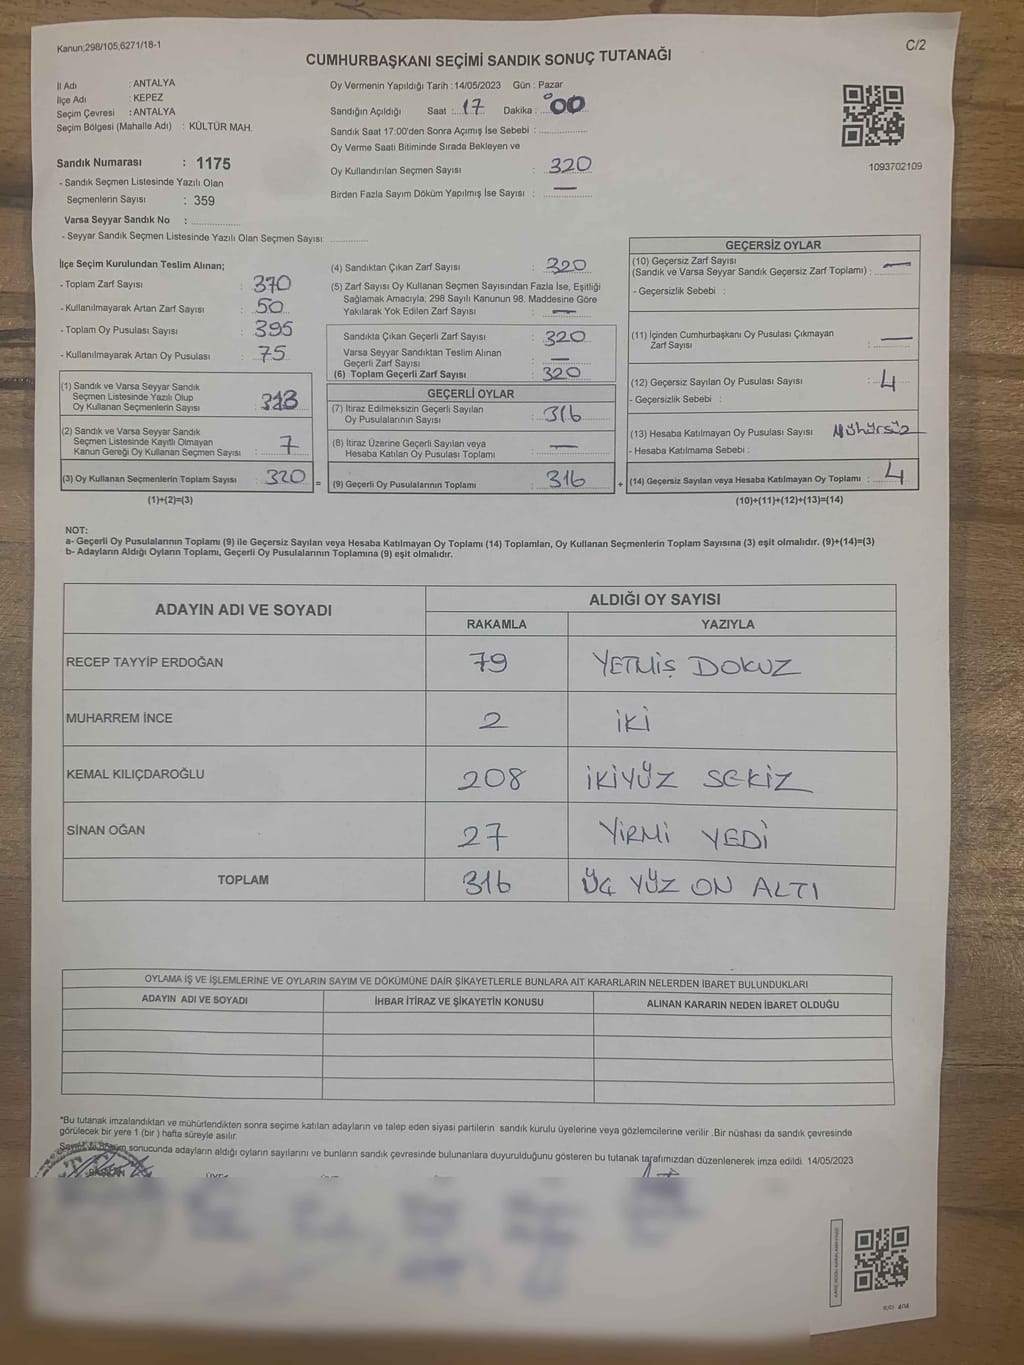 Kanun;298/105,6271/18-1
C/2
CUMHURBAŞKANI SEÇİMİ SANDIK SONUÇ TUTANAĞI
İl Adı : ANTALYA
İlçe Adı : KEPEZ
Seçim Çevresi : ANTALYA
Seçim Bölgesi (Mahalle Adı) : KÜLTÜR MAH.
Sandık Numarası : 1175
- Sandık Seçmen Listesinde Yazılı Olan
Seçmenlerin Sayısı : 359
Varsa Seyyar Sandık No :
- Seyyar Sandık Seçmen Listesinde Yazılı Olan Seçmen Sayısı:
Oy Vermenin Yapıldığı Tarih : 14/05/2023 Gün : Pazar
Sandığın Açıldığı Saat : 17 Dakika : 00
Sandık Saat 17:00'den Sonra Açımış İse Sebebi :
Oy Verme Saati Bitiminde Sırada Bekleyen ve
Oy Kullandırılan Seçmen Sayısı : 320
Birden Fazla Sayım Döküm Yapılmış İse Sayısı : —
1093702109
İlçe Seçim Kurulundan Teslim Alınan;
- Toplam Zarf Sayısı : 370
- Kullanılmayarak Artan Zarf Sayısı : 50
- Toplam Oy Pusulası Sayısı : 395
- Kullanılmayarak Artan Oy Pusulası : 75
(1) Sandık ve Varsa Seyyar Sandık
Seçmen Listesinde Yazılı Olup
Oy Kullanan Seçmenlerin Sayısı : 313
(2) Sandık ve Varsa Seyyar Sandık
Seçmen Listesinde Kayıtlı Olmayan
Kanun Gereği Oy Kullanan Seçmen Sayısı : 7
(3) Oy Kullanan Seçmenlerin Toplam Sayısı : 320 =
(1)+(2)=(3)
(4) Sandıktan Çıkan Zarf Sayısı : 320
(5) Zarf Sayısı Oy Kullanan Seçmen Sayısından Fazla İse, Eşitliği
Sağlamak Amacıyla; 298 Sayılı Kanunun 98. Maddesine Göre
Yakılarak Yok Edilen Zarf Sayısı : —
Sandıkta Çıkan Geçerli Zarf Sayısı : 320
Varsa Seyyar Sandıktan Teslim Alınan
Geçerli Zarf Sayısı : —
(6) Toplam Geçerli Zarf Sayısı : 320
GEÇERLİ OYLAR
(7) İtiraz Edilmeksizin Geçerli Sayılan
Oy Pusulalarının Sayısı : 316
(8) İtiraz Üzerine Geçerli Sayılan veya
Hesaba Katılan Oy Pusulası Toplamı : —
(9) Geçerli Oy Pusulalarının Toplamı : 316 +
GEÇERSİZ OYLAR
(10) Geçersiz Zarf Sayısı
(Sandık ve Varsa Seyyar Sandık Geçersiz Zarf Toplamı) : —
- Geçersizlik Sebebi :
(11) İçinden Cumhurbaşkanı Oy Pusulası Çıkmayan
Zarf Sayısı : —
(12) Geçersiz Sayılan Oy Pusulası Sayısı : 4
- Geçersizlik Sebebi :
(13) Hesaba Katılmayan Oy Pusulası Sayısı Mühürsüz
- Hesaba Katılmama Sebebi :
(14) Geçersiz Sayılan veya Hesaba Katılmayan Oy Toplamı : 4
(10)+(11)+(12)+(13)=(14)
NOT:
a- Geçerli Oy Pusulalarının Toplamı (9) ile Geçersiz Sayılan veya Hesaba Katılmayan Oy Toplamı (14) Toplamları, Oy Kullanan Seçmenlerin Toplam Sayısına (3) eşit olmalıdır. (9)+(14)=(3)
b- Adayların Aldığı Oyların Toplamı, Geçerli Oy Pusulalarının Toplamına (9) eşit olmalıdır.
ADAYIN ADI VE SOYADI ALDIĞI OY SAYISI
RAKAMLA YAZIYLA
RECEP TAYYİP ERDOĞAN 79 YETMİŞ DOKUZ
MUHARREM İNCE 2 İKİ
KEMAL KILIÇDAROĞLU 208 İKİYÜZ SEKİZ
SİNAN OĞAN 27 YİRMİ YEDİ
TOPLAM 316 ÜÇ YÜZ ON ALTI
OYLAMA İŞ VE İŞLEMLERİNE VE OYLARIN SAYIM VE DÖKÜMÜNE DAİR ŞİKAYETLERLE BUNLARA AİT KARARLARIN NELERDEN İBARET BULUNDUKLARI
ADAYIN ADI VE SOYADI İHBAR İTİRAZ VE ŞİKAYETİN KONUSU ALINAN KARARIN NEDEN İBARET OLDUĞU
*Bu tutanak imzalandıktan ve mühürlendikten sonra seçime katılan adayların ve talep eden siyasi partilerin sandık kurulu üyelerine veya gözlemcilerine verilir .Bir nüshası da sandık çevresinde
görülecek bir yere 1 (bir ) hafta süreyle asılır.
sonucunda adayların aldığı oyların sayılarını ve bunların sandık çevresinde bulunanlara duyurulduğunu gösteren bu tutanak tarafımızdan düzenlenerek imza edildi. 14/05/2023
BAŞKAN